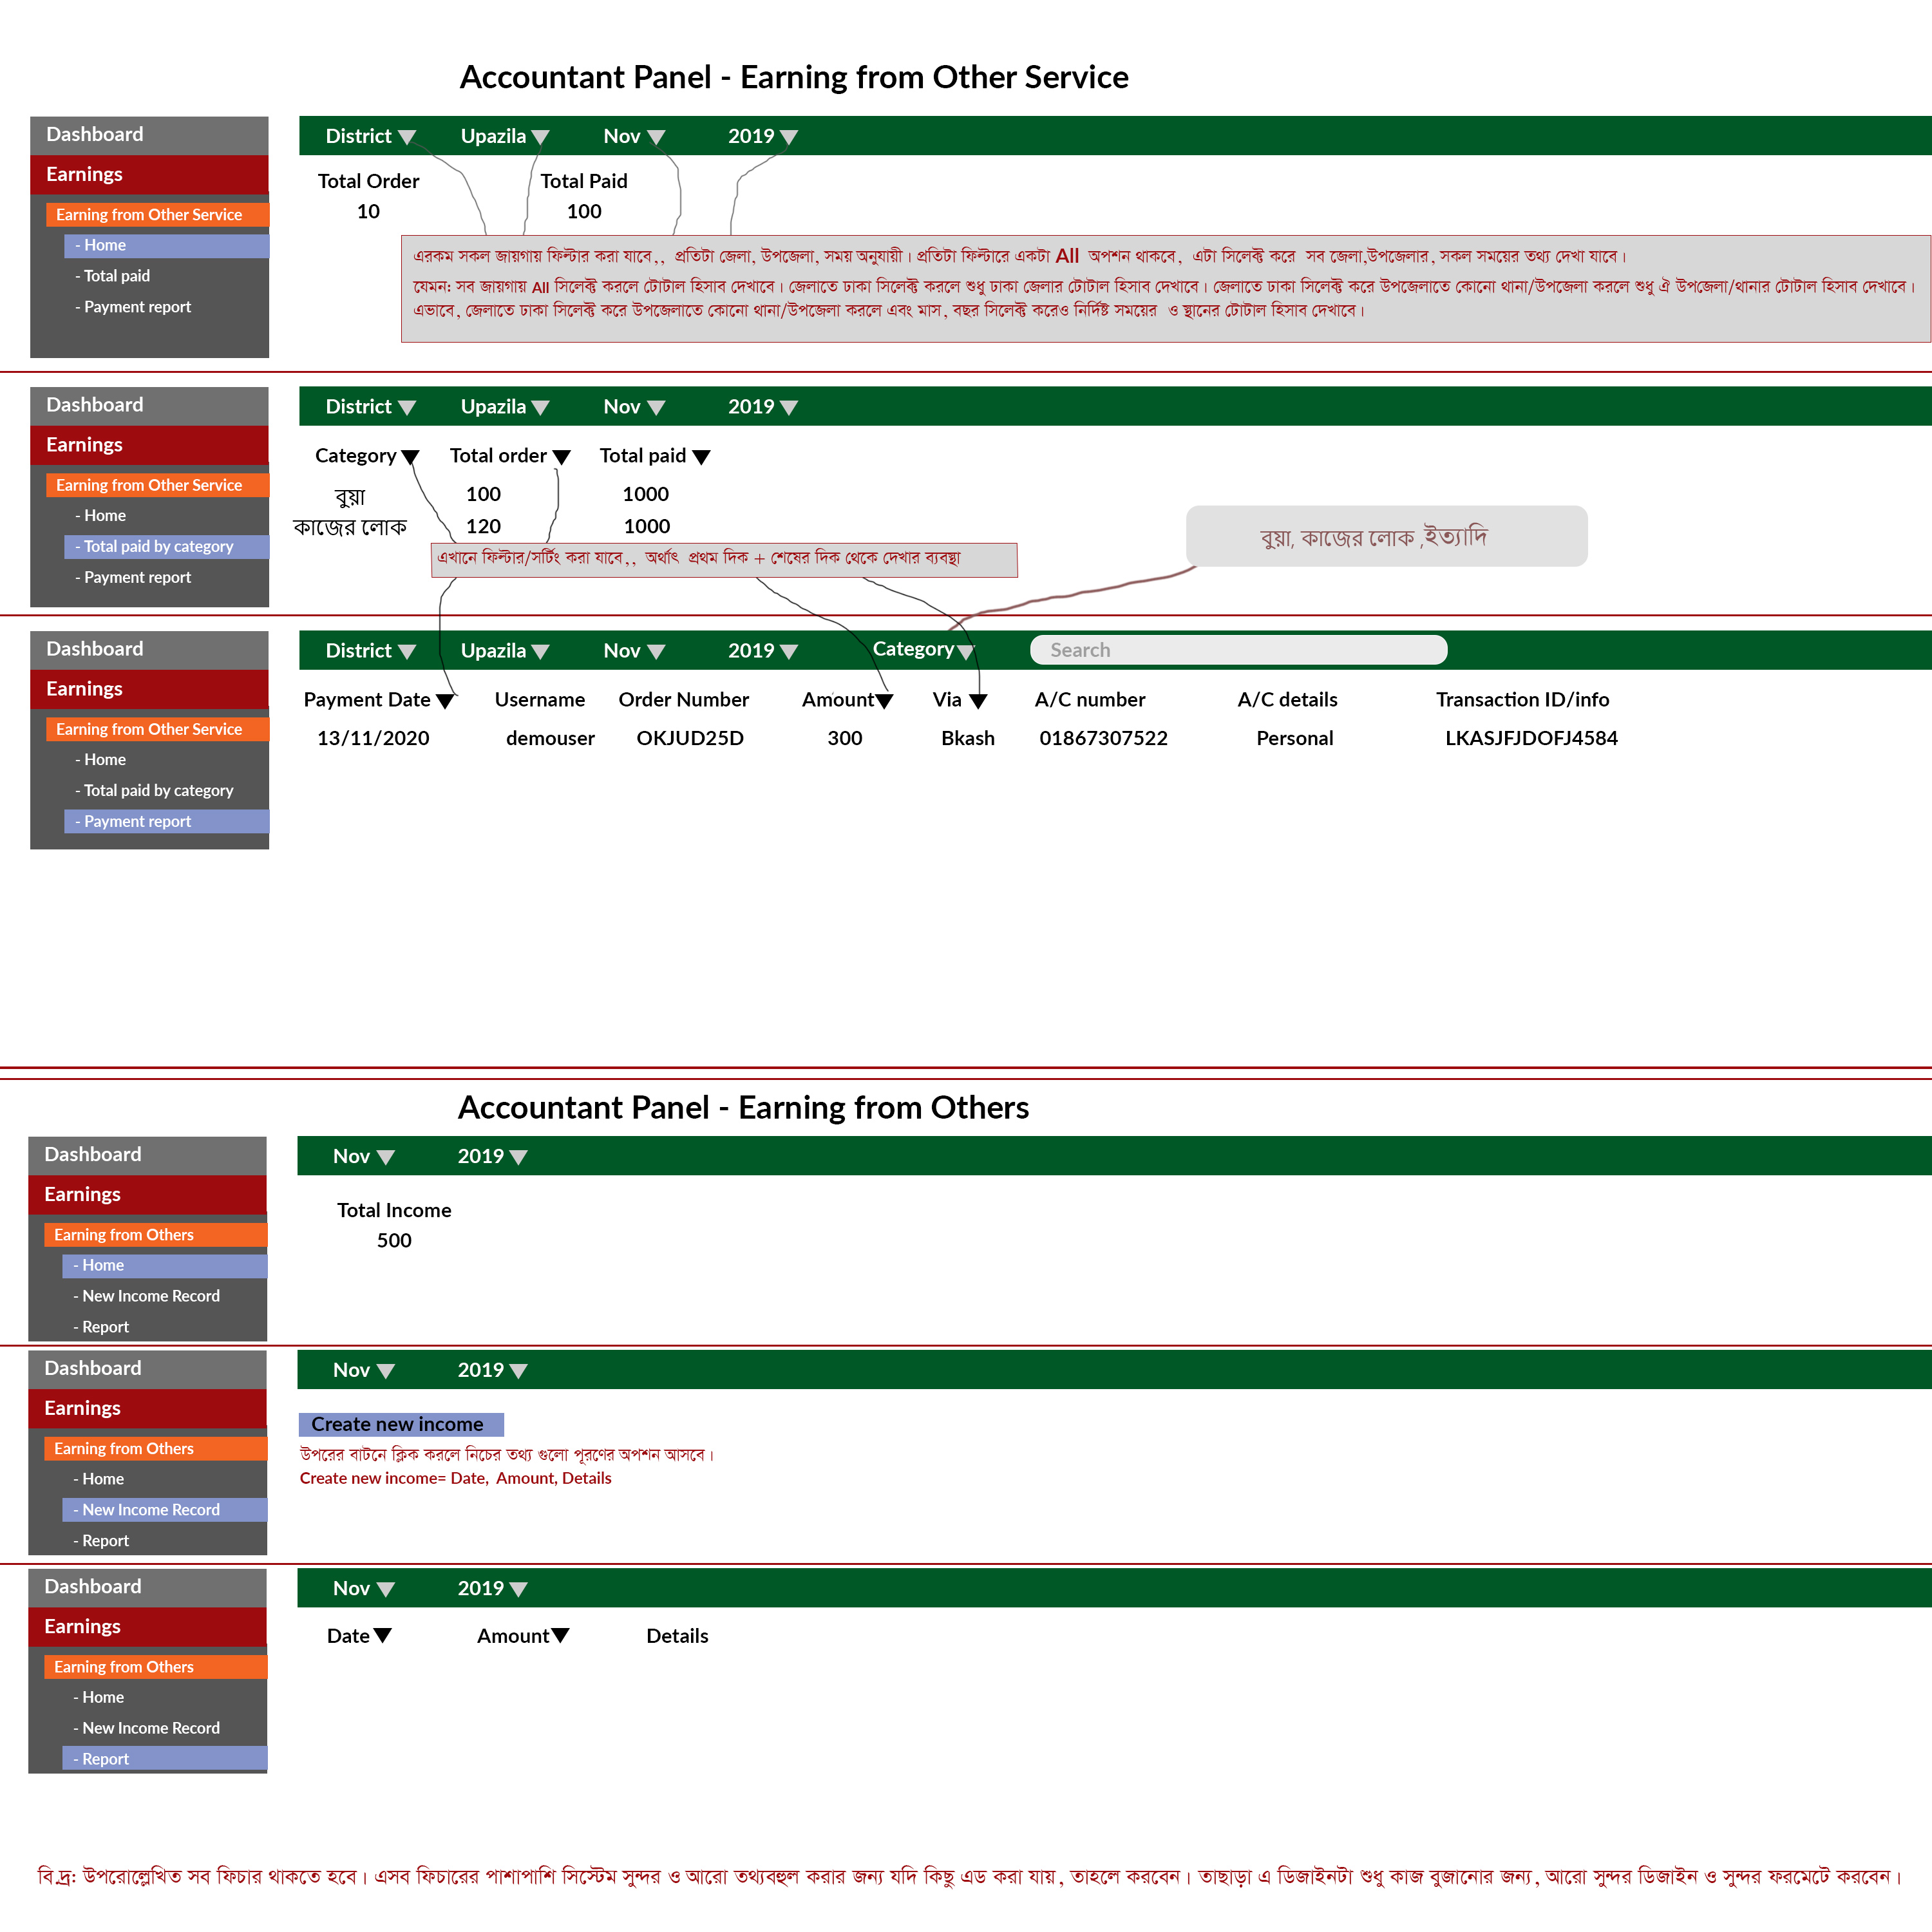 Accountant Panel - Earning from Other Service
Dashboard
Earnings
Earning from Other Service
- Home
- Total paid
- Payment report
District Upazila Nov 2019
Total Order Total Paid
10 100
এরকম সকল জায়গায় ফিল্টার করা যাবে,, প্রতিটা জেলা, উপজেলা, সময় অনুযায়ী। প্রতিটা ফিল্টারে একটা All অপশন থাকবে, এটা সিলেক্ট করে সব জেলা,উপজেলার, সকল সময়ের তথ্য দেখা যাবে।
যেমন: সব জায়গায় All সিলেক্ট করলে টোটাল হিসাব দেখাবে। জেলাতে ঢাকা সিলেক্ট করলে শুধু ঢাকা জেলার টোটাল হিসাব দেখাবে। জেলাতে ঢাকা সিলেক্ট করে উপজেলাতে কোনো থানা/উপজেলা করলে শুধু ঐ উপজেলা/থানার টোটাল হিসাব দেখাবে।
এভাবে, জেলাতে ঢাকা সিলেক্ট করে উপজেলাতে কোনো থানা/উপজেলা করলে এবং মাস, বছর সিলেক্ট করেও নির্দিষ্ট সময়ের ও স্থানের টোটাল হিসাব দেখাবে।
Dashboard
Earnings
Earning from Other Service
- Home
- Total paid by category
- Payment report
District Upazila Nov 2019
Category Total order Total paid
বুয়া 100 1000
কাজের লোক 120 1000
এখানে ফিল্টার/সর্টিং করা যাবে,, অর্থাৎ প্রথম দিক + শেষের দিক থেকে দেখার ব্যবস্থা
বুয়া, কাজের লোক ,ইত্যাদি
Dashboard
Earnings
Earning from Other Service
- Home
- Total paid by category
- Payment report
District Upazila Nov 2019 Category Search
Payment Date Username Order Number Amount Via A/C number A/C details Transaction ID/info
13/11/2020 demouser OKJUD25D 300 Bkash 01867307522 Personal LKASJFJDOFJ4584
Accountant Panel - Earning from Others
Dashboard
Earnings
Earning from Others
- Home
- New Income Record
- Report
Nov 2019
Total Income
500
Dashboard
Earnings
Earning from Others
- Home
- New Income Record
- Report
Nov 2019
Create new income
উপরের বাটনে ক্লিক করলে নিচের তথ্য গুলো পূরণের অপশন আসবে।
Create new income= Date, Amount, Details
Dashboard
Earnings
Earning from Others
- Home
- New Income Record
- Report
Nov 2019
Date Amount Details
বি.দ্র: উপরোল্লেখিত সব ফিচার থাকতে হবে। এসব ফিচারের পাশাপাশি সিস্টেম সুন্দর ও আরো তথ্যবহুল করার জন্য যদি কিছু এড করা যায়, তাহলে করবেন। তাছাড়া এ ডিজাইনটা শুধু কাজ বুজানোর জন্য, আরো সুন্দর ডিজাইন ও সুন্দর ফরমেটে করবেন।